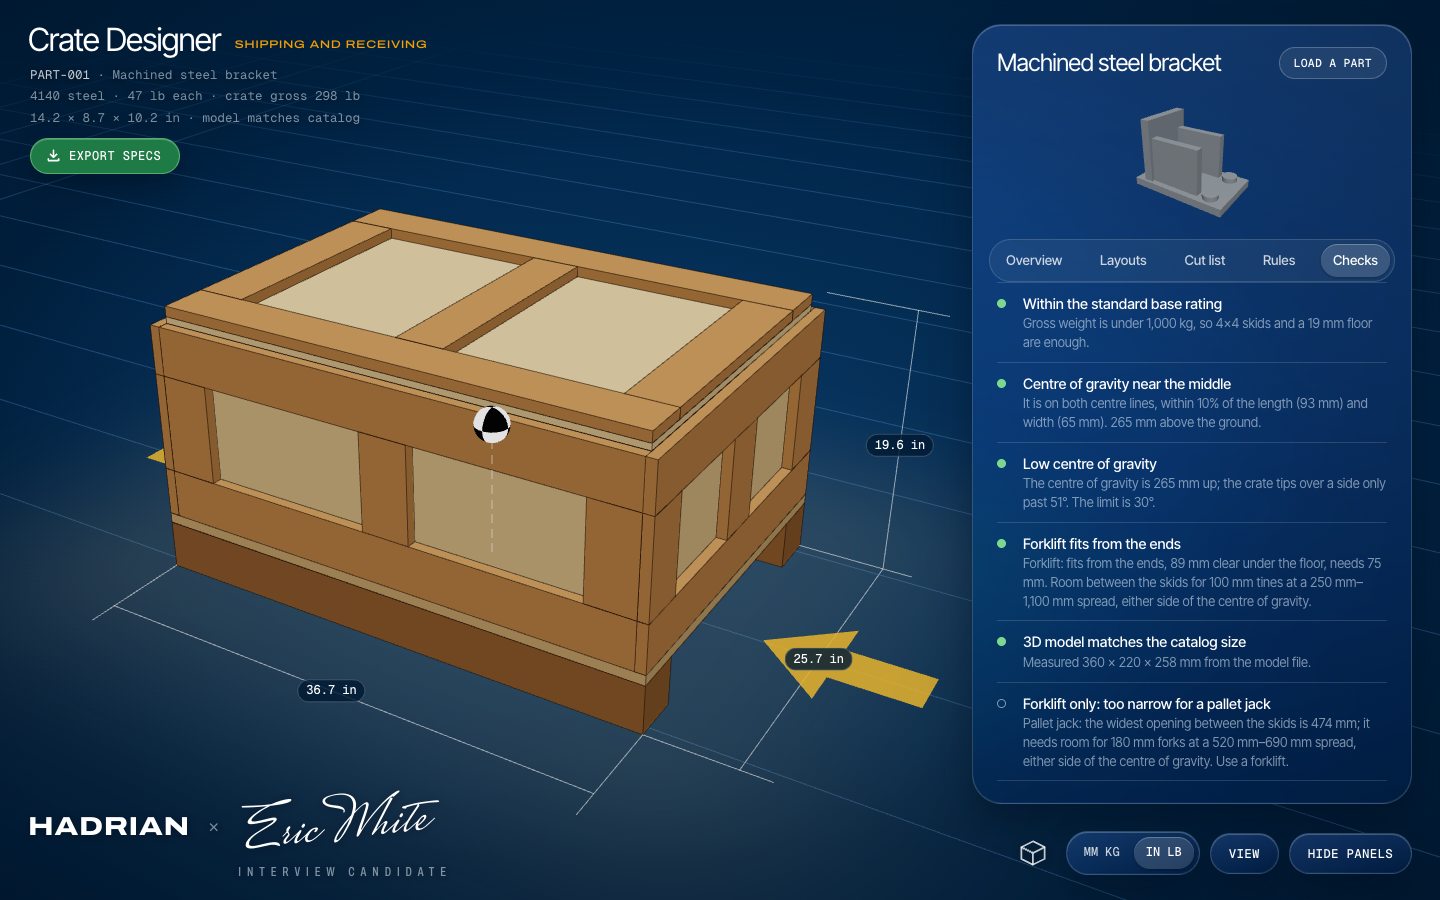 Crate Designer SHIPPING AND RECEIVING
PART-001 · Machined steel bracket
4140 steel · 47 lb each · crate gross 298 lb
14.2 × 8.7 × 10.2 in · model matches catalog
EXPORT SPECS
19.6 in
25.7 in
36.7 in
HADRIAN × Eric White
INTERVIEW CANDIDATE
Machined steel bracket
LOAD A PART
Overview Layouts Cut list Rules Checks
Within the standard base rating
Gross weight is under 1,000 kg, so 4×4 skids and a 19 mm floor
are enough.
Centre of gravity near the middle
It is on both centre lines, within 10% of the length (93 mm) and
width (65 mm). 265 mm above the ground.
Low centre of gravity
The centre of gravity is 265 mm up; the crate tips over a side only
past 51°. The limit is 30°.
Forklift fits from the ends
Forklift: fits from the ends, 89 mm clear under the floor, needs 75
mm. Room between the skids for 100 mm tines at a 250 mm–
1,100 mm spread, either side of the centre of gravity.
3D model matches the catalog size
Measured 360 × 220 × 258 mm from the model file.
Forklift only: too narrow for a pallet jack
Pallet jack: the widest opening between the skids is 474 mm; it
needs room for 180 mm forks at a 520 mm–690 mm spread,
either side of the centre of gravity. Use a forklift.
MM KG IN LB VIEW HIDE PANELS